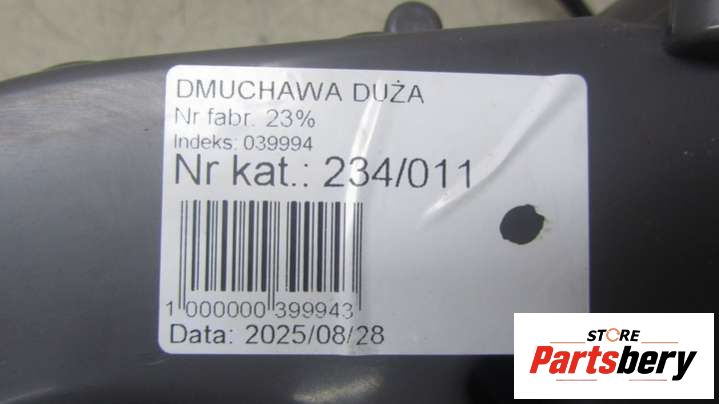 DMUCHAWA DUŻA
Nr fabr. 23%
Indeks: 039994
Nr kat.: 234/011
1 000000 399943
Data: 2025/08/28
STORE
Partsbery